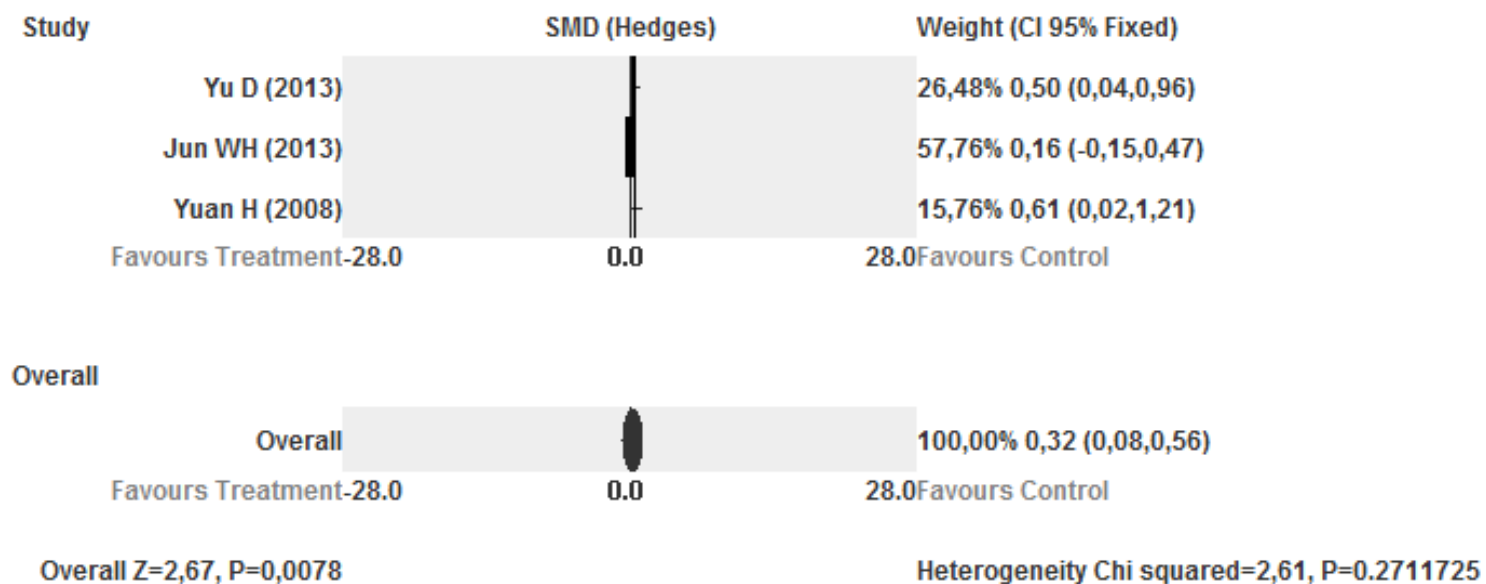 Study SMD (Hedges) Weight (CI 95% Fixed)
Yu D (2013) 26,48% 0,50 (0,04,0,96)
Jun WH (2013) 57,76% 0,16 (-0,15,0,47)
Yuan H (2008) 15,76% 0,61 (0,02,1,21)
Favours Treatment -28.0 0.0 28.0 Favours Control
Overall
Overall 100,00% 0,32 (0,08,0,56)
Favours Treatment -28.0 0.0 28.0 Favours Control
Overall Z=2,67, P=0,0078 Heterogeneity Chi squared=2,61, P=0.2711725